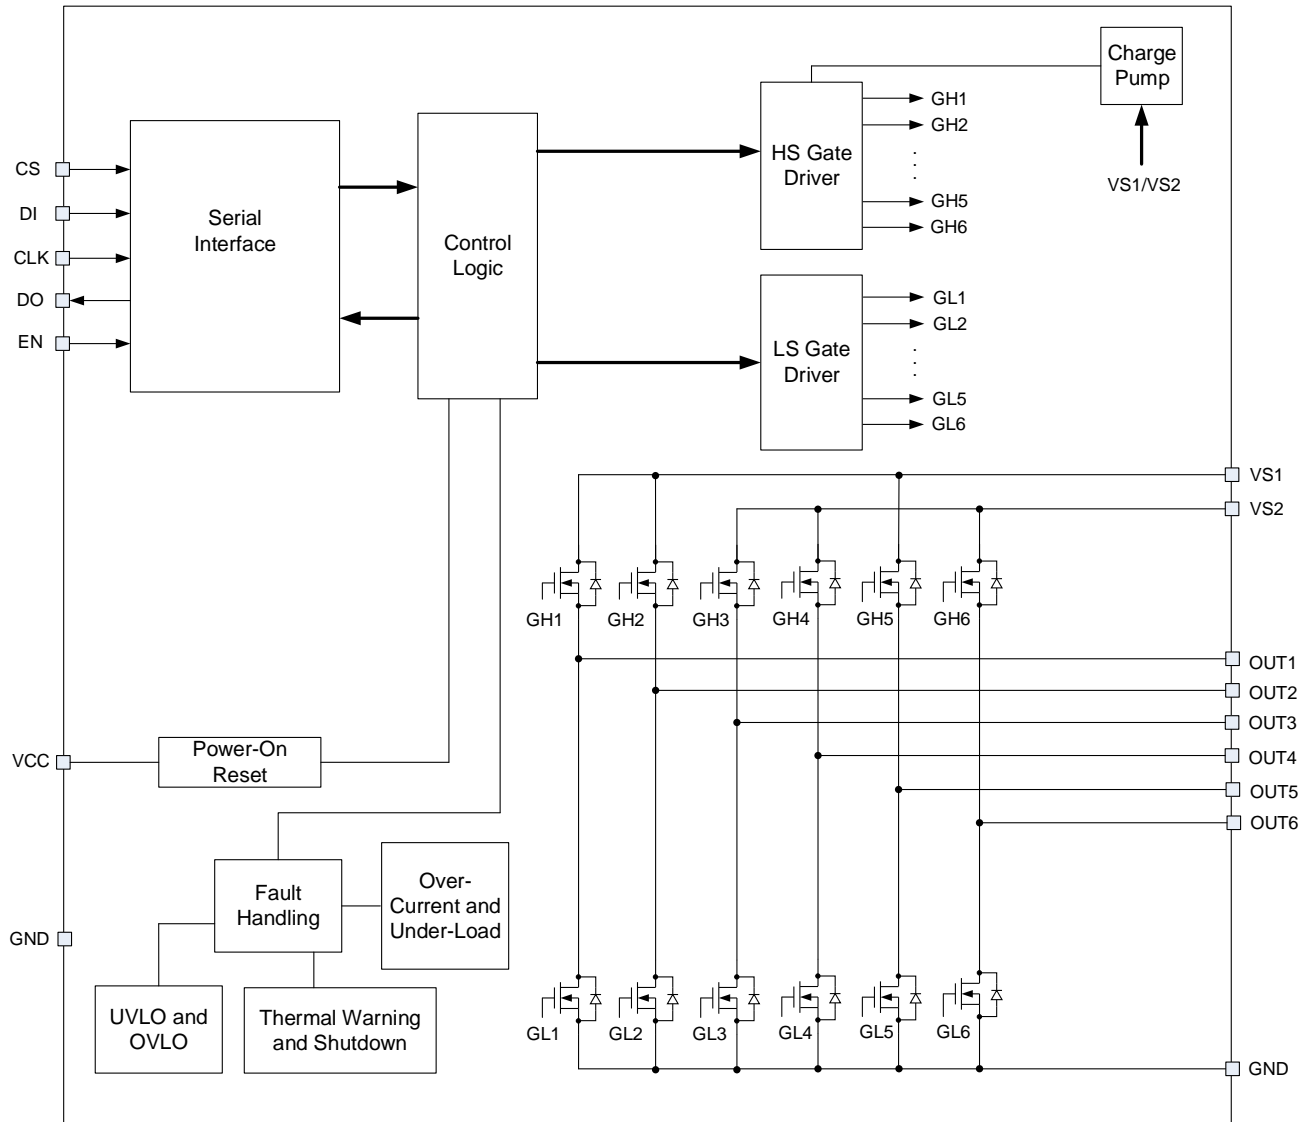 Charge
Pump
VS1/VS2
HS Gate
Driver
GH1
GH2
GH5
GH6
CS
DI
CLK
DO
EN
Serial
Interface
Control
Logic
LS Gate
Driver
GL1
GL2
GL5
GL6
VS1
VS2
GH1
GH2
GH3
GH4
GH5
GH6
OUT1
OUT2
OUT3
OUT4
OUT5
OUT6
VCC
Power-On
Reset
Fault
Handling
Over-
Current and
Under-Load
GND
UVLO and
OVLO
Thermal Warning
and Shutdown
GL1
GL2
GL3
GL4
GL5
GL6
GND